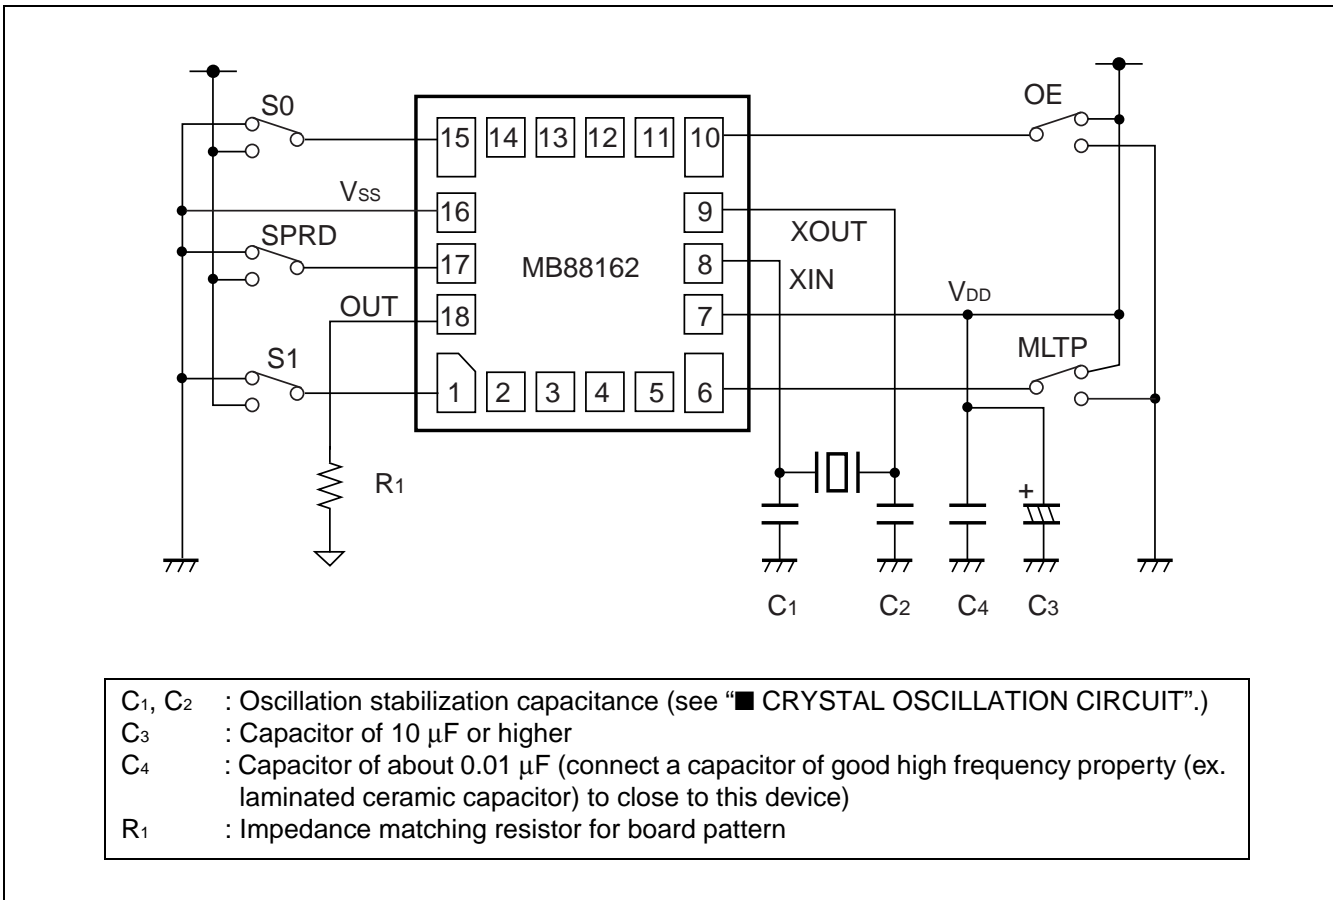 S0
OE
15 14 13 12 11 10
VSS
16
9
XOUT
SPRD
17
MB88162
8
XIN
OUT
18
7
VDD
S1
MLTP
1 2 3 4 5 6
R1
+
C1 C2 C4 C3
C1, C2 : Oscillation stabilization capacitance (see “■ CRYSTAL OSCILLATION CIRCUIT”.)
C3 : Capacitor of 10 μF or higher
C4 : Capacitor of about 0.01 μF (connect a capacitor of good high frequency property (ex.
laminated ceramic capacitor) to close to this device)
R1 : Impedance matching resistor for board pattern